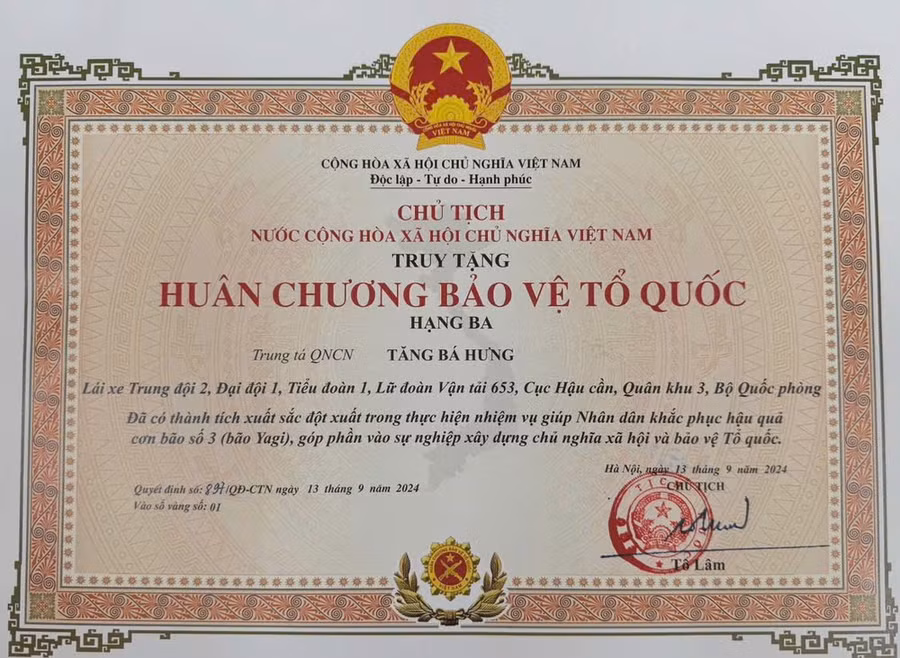 VIỆT NAM
CỘNG HÒA XÃ HỘI CHỦ NGHĨA VIỆT NAM
Độc lập - Tự do - Hạnh phúc
CHỦ TỊCH
NƯỚC CỘNG HÒA XÃ HỘI CHỦ NGHĨA VIỆT NAM
TRUY TẶNG
HUÂN CHƯƠNG BẢO VỆ TỔ QUỐC
HẠNG BA
Trung tá QNCN TĂNG BÁ HƯNG
Lái xe Trung đội 2, Đại đội 1, Tiểu đoàn 1, Lữ đoàn Vận tải 653, Cục Hậu cần, Quân khu 3, Bộ Quốc phòng
Đã có thành tích xuất sắc đột xuất trong thực hiện nhiệm vụ giúp Nhân dân khắc phục hậu quả
cơn bão số 3 (bão Yagi), góp phần vào sự nghiệp xây dựng chủ nghĩa xã hội và bảo vệ Tổ quốc.
Hà Nội, ngày 13 tháng 9 năm 2024
CHỦ TỊCH
Quyết định số: /QĐ-CTN ngày 13 tháng 9 năm 2024
Vào sổ vàng số: 01
Tô Lâm